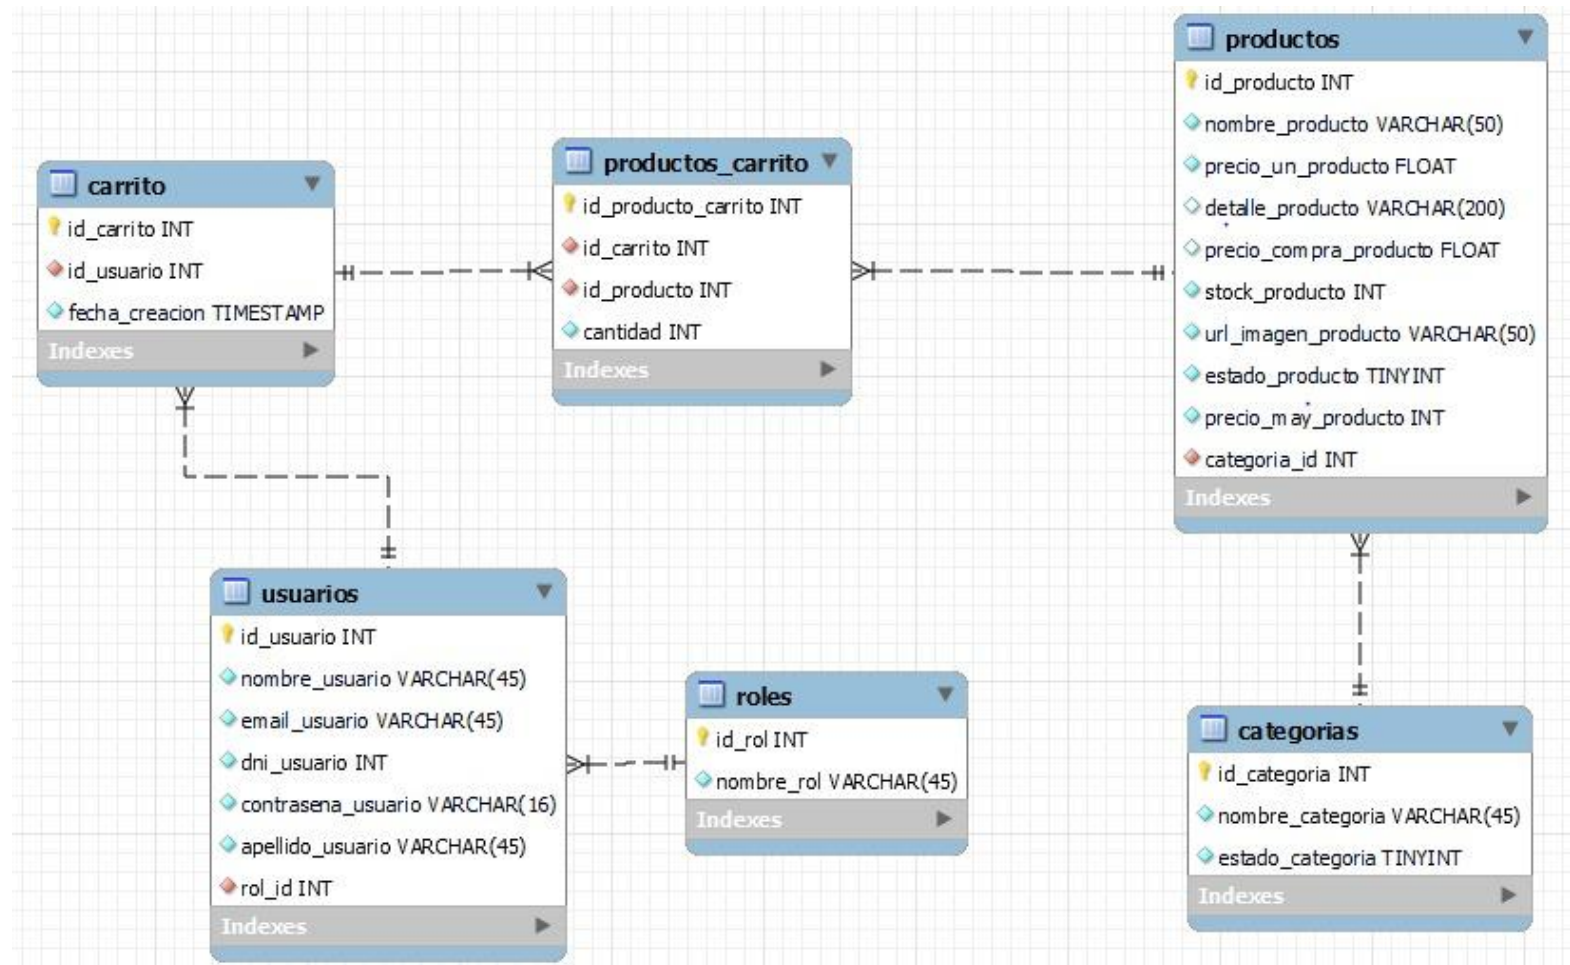 carrito
id_carrito INT
id_usuario INT
fecha_creacion TIMESTAMP
Indexes
productos_carrito
id_producto_carrito INT
id_carrito INT
id_producto INT
cantidad INT
Indexes
productos
id_producto INT
nombre_producto VARCHAR(50)
precio_un_producto FLOAT
detalle_producto VARCHAR(200)
precio_compra_producto FLOAT
stock_producto INT
url_imagen_producto VARCHAR(50)
estado_producto TINYINT
precio_may_producto INT
categoria_id INT
Indexes
usuarios
id_usuario INT
nombre_usuario VARCHAR(45)
email_usuario VARCHAR(45)
dni_usuario INT
contrasena_usuario VARCHAR(16)
apellido_usuario VARCHAR(45)
rol_id INT
Indexes
roles
id_rol INT
nombre_rol VARCHAR(45)
Indexes
categorias
id_categoria INT
nombre_categoria VARCHAR(45)
estado_categoria TINYINT
Indexes